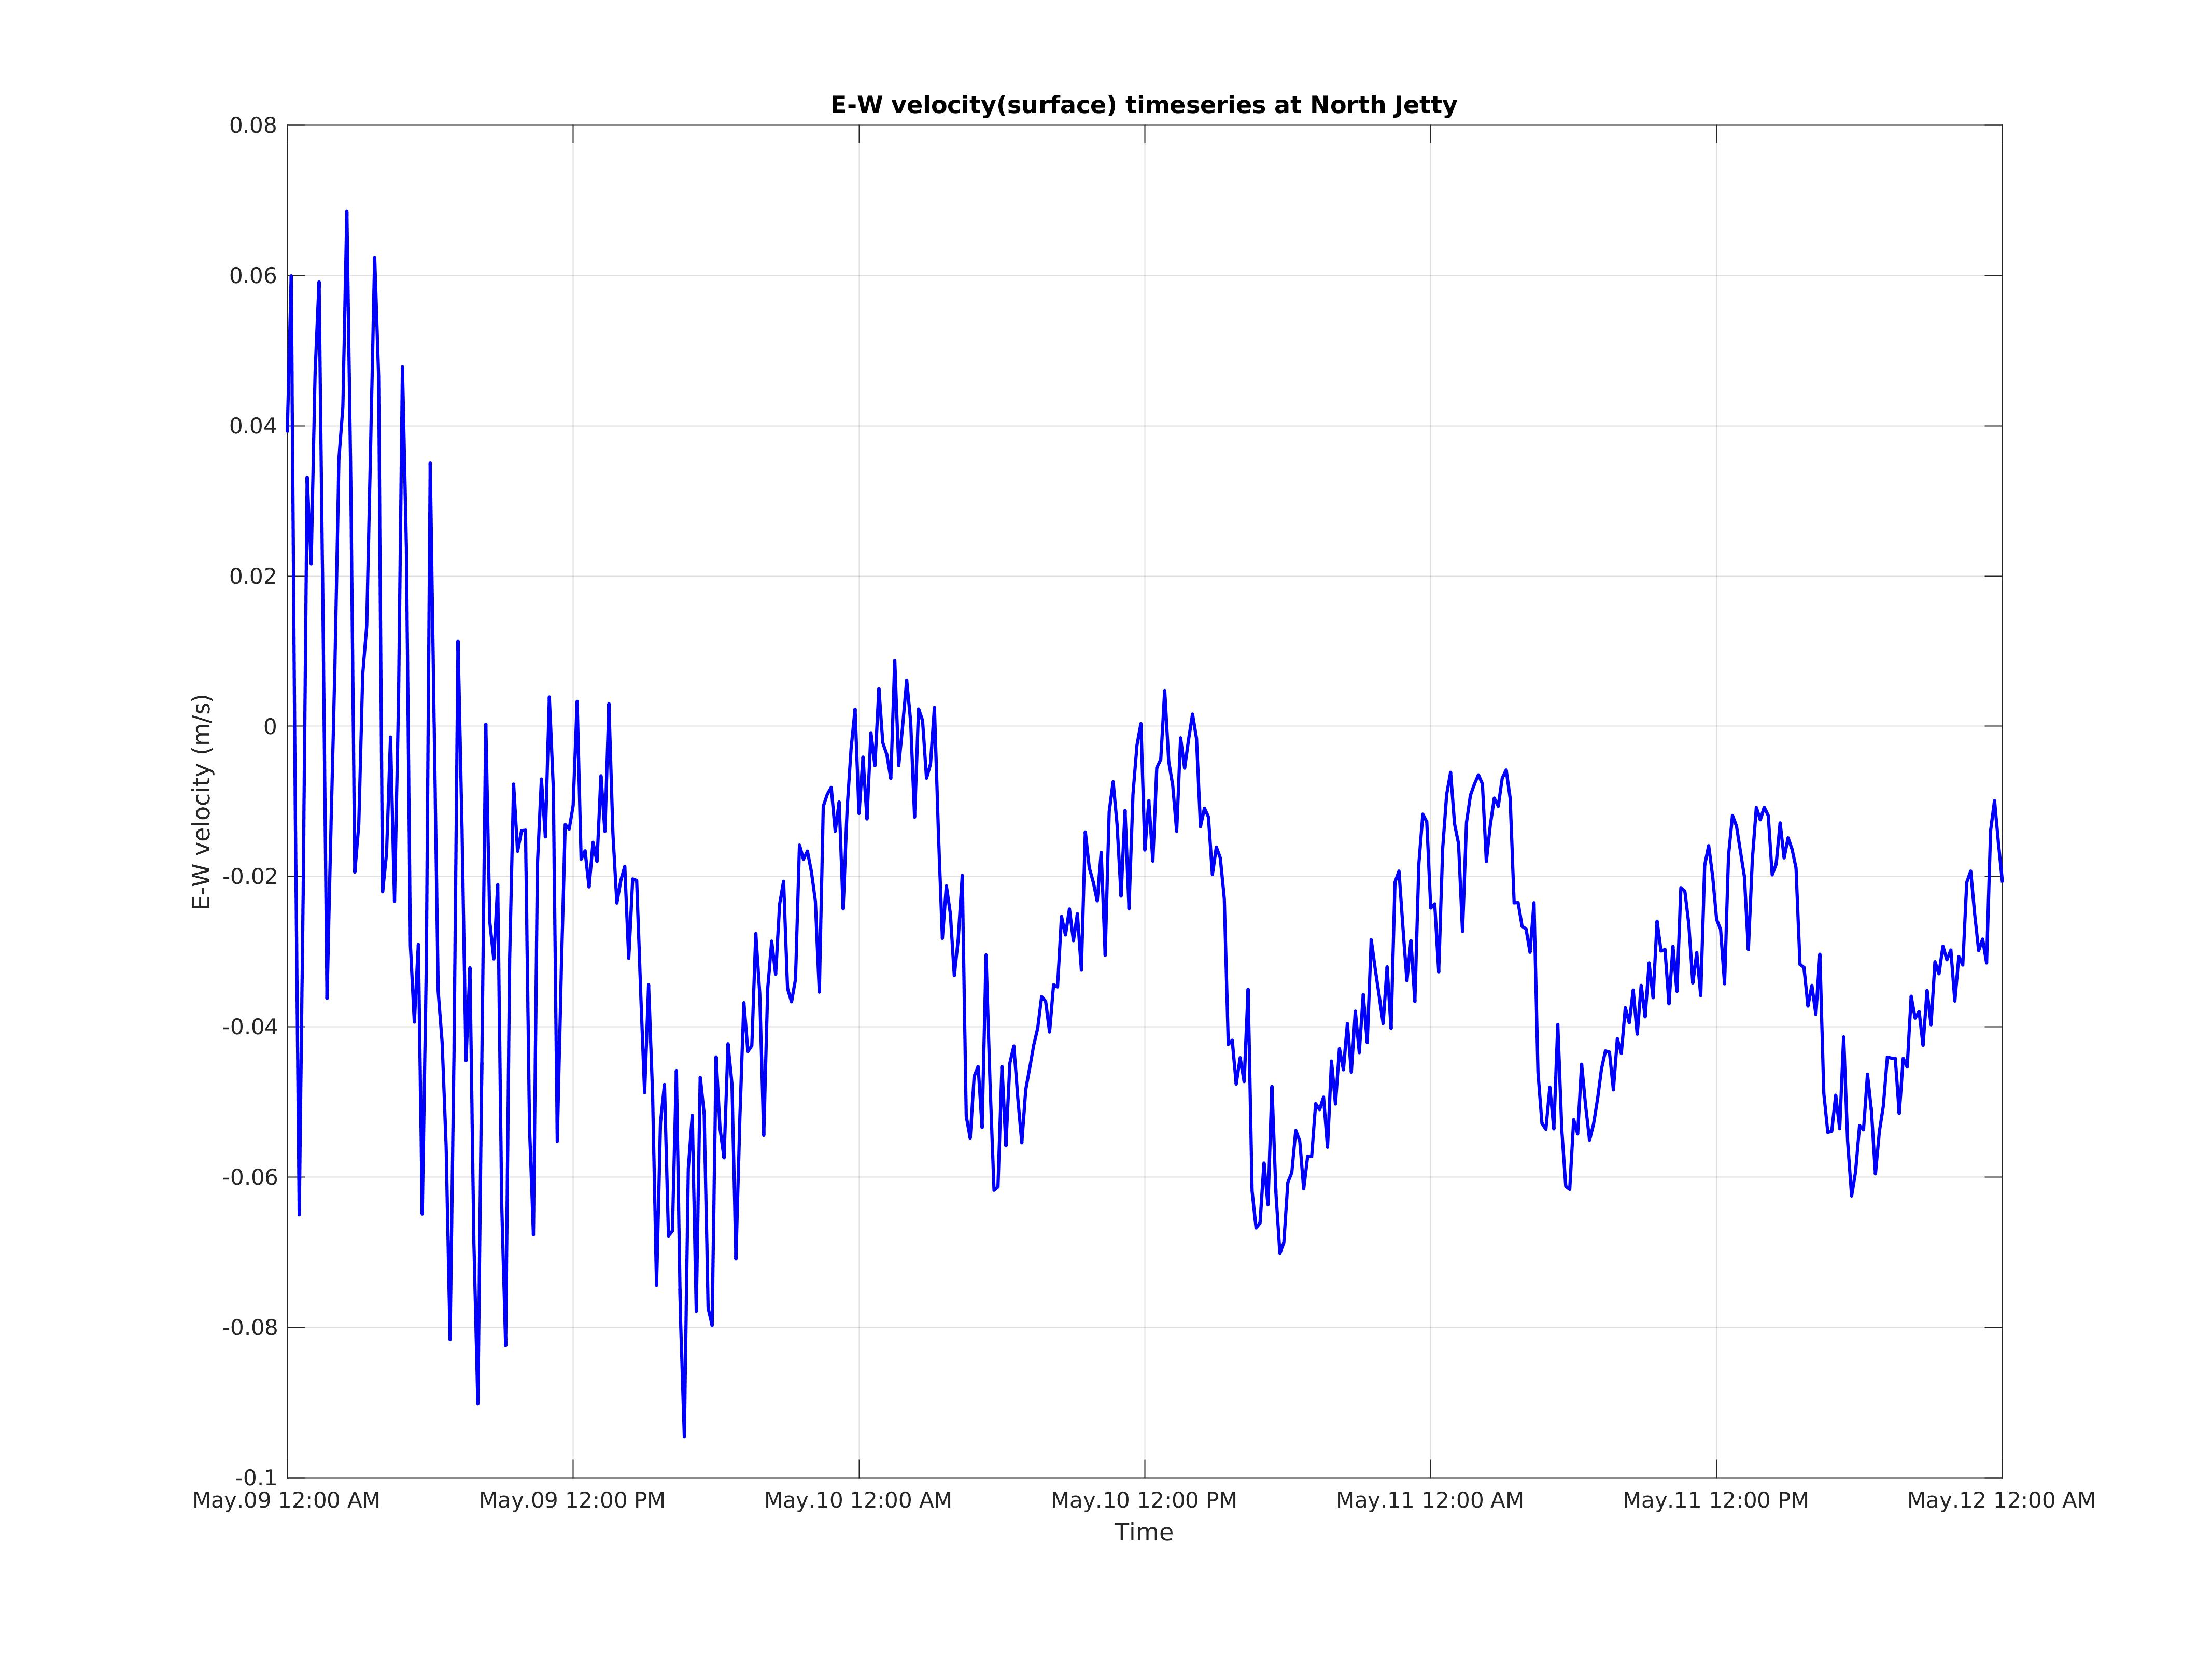 E-W velocity(surface) timeseries at North Jetty
0.08
0.06
0.04
0.02
0
-0.02
-0.04
-0.06
-0.08
-0.1
E-W velocity (m/s)
May.09 12:00 AM
May.09 12:00 PM
May.10 12:00 AM
May.10 12:00 PM
May.11 12:00 AM
May.11 12:00 PM
May.12 12:00 AM
Time